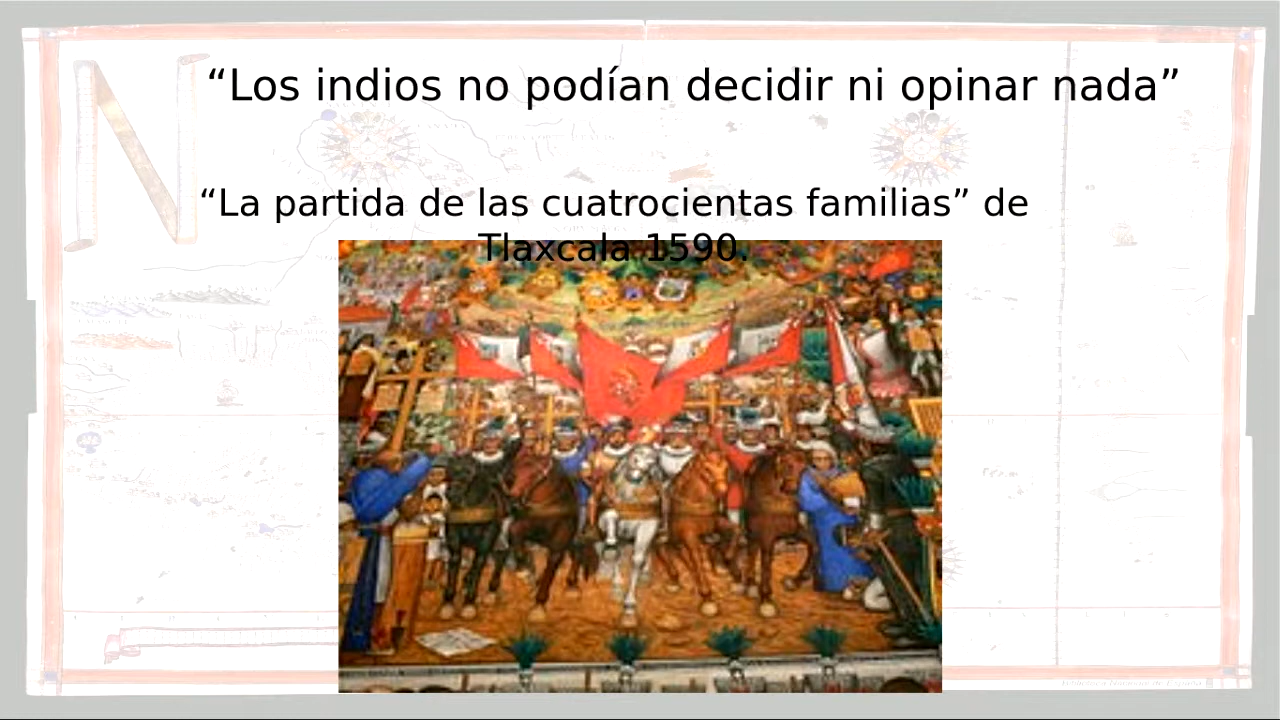 “Los indios no podían decidir ni opinar nada”
“La partida de las cuatrocientas familias” de
Tlaxcala 1590.